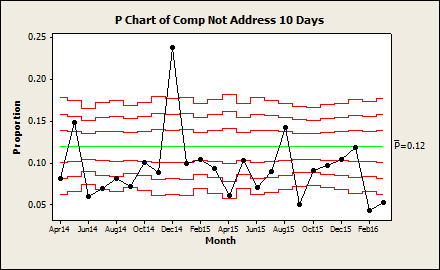 P Chart of Comp Not Address 10 Days
0.25
0.20
0.15
0.10
0.05
Proportion
P̅=0.12
Apr14 Jun14 Aug14 Oct14 Dec14 Feb15 Apr15 Jun15 Aug15 Oct15 Dec15 Feb16
Month